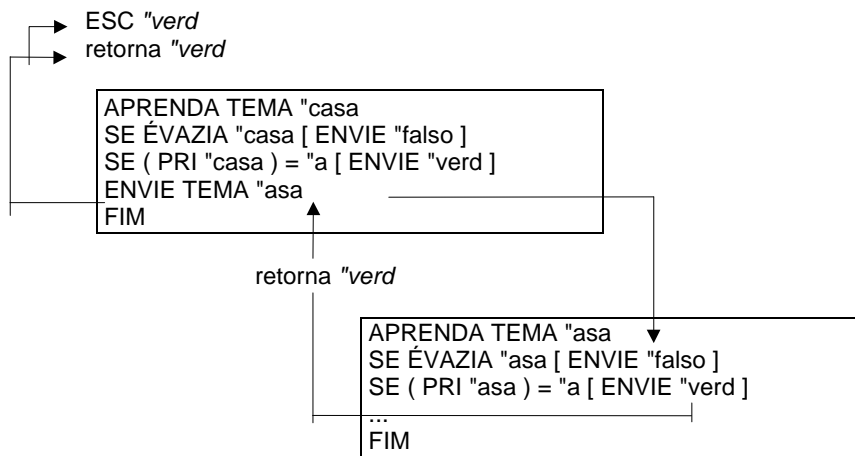 ESC "verd
retorna "verd
APRENDA TEMA "casa
SE ÉVAZIA "casa [ ENVIE "falso ]
SE ( PRI "casa ) = "a [ ENVIE "verd ]
ENVIE TEMA "asa
FIM
retorna "verd
APRENDA TEMA "asa
SE ÉVAZIA "asa [ ENVIE "falso ]
SE ( PRI "asa ) = "a [ ENVIE "verd ]
...
FIM